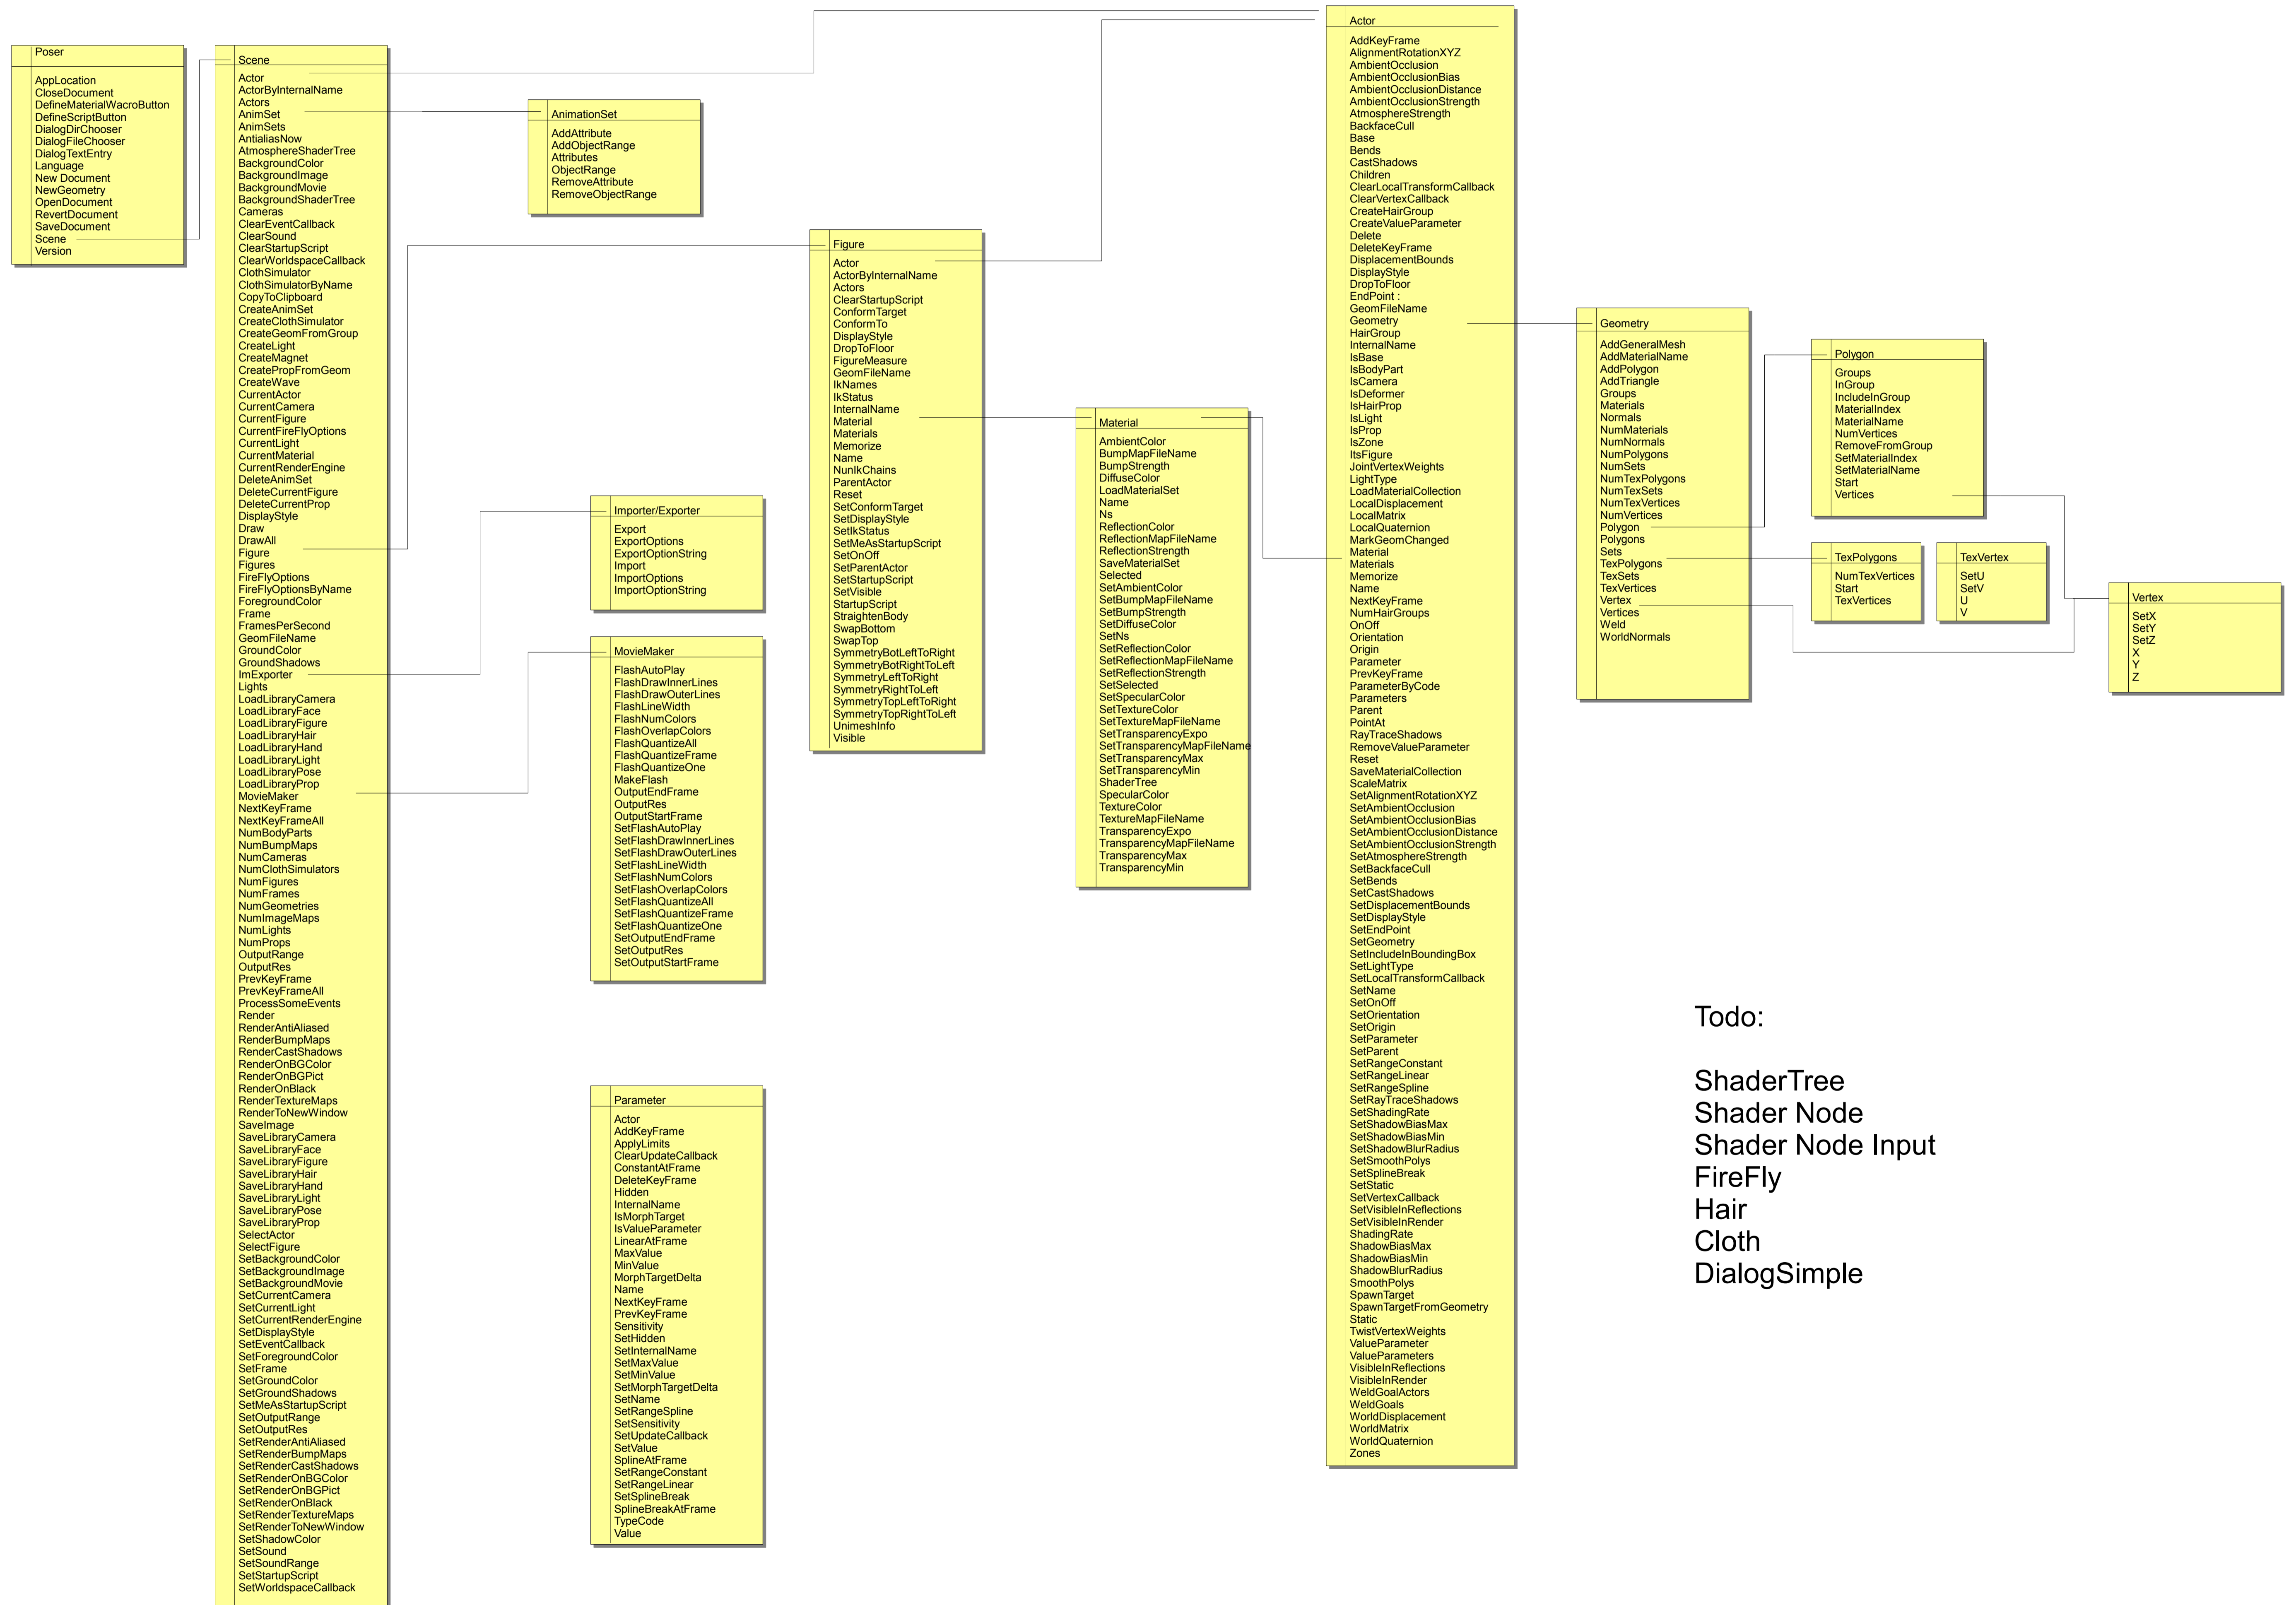 Poser
AppLocation
CloseDocument
DefineMaterialWacroButton
DefineScriptButton
DialogDirChooser
DialogFileChooser
DialogTextEntry
Language
New Document
NewGeometry
OpenDocument
RevertDocument
SaveDocument
Scene
Version
Scene
Actor
ActorByInternalName
Actors
AnimSet
AnimSets
AntialiasNow
AtmosphereShaderTree
BackgroundColor
BackgroundImage
BackgroundMovie
BackgroundShaderTree
Cameras
ClearEventCallback
ClearSound
ClearStartupScript
ClearWorldspaceCallback
ClothSimulator
ClothSimulatorByName
CopyToClipboard
CreateAnimSet
CreateClothSimulator
CreateGeomFromGroup
CreateLight
CreateMagnet
CreatePropFromGeom
CreateWave
CurrentActor
CurrentCamera
CurrentFigure
CurrentFireFlyOptions
CurrentLight
CurrentMaterial
CurrentRenderEngine
DeleteAnimSet
DeleteCurrentFigure
DeleteCurrentProp
DisplayStyle
Draw
DrawAll
Figure
Figures
FireFlyOptions
FireFlyOptionsByName
ForegroundColor
Frame
FramesPerSecond
GeomFileName
GroundColor
GroundShadows
ImExporter
Lights
LoadLibraryCamera
LoadLibraryFace
LoadLibraryFigure
LoadLibraryHair
LoadLibraryHand
LoadLibraryLight
LoadLibraryPose
LoadLibraryProp
MovieMaker
NextKeyFrame
NextKeyFrameAll
NumBodyParts
NumBumpMaps
NumCameras
NumClothSimulators
NumFigures
NumFrames
NumGeometries
NumImageMaps
NumLights
NumProps
OutputRange
OutputRes
PrevKeyFrame
PrevKeyFrameAll
ProcessSomeEvents
Render
RenderAntiAliased
RenderBumpMaps
RenderCastShadows
RenderOnBGColor
RenderOnBGPict
RenderOnBlack
RenderTextureMaps
RenderToNewWindow
SaveImage
SaveLibraryCamera
SaveLibraryFace
SaveLibraryFigure
SaveLibraryHair
SaveLibraryHand
SaveLibraryLight
SaveLibraryPose
SaveLibraryProp
SelectActor
SelectFigure
SetBackgroundColor
SetBackgroundImage
SetBackgroundMovie
SetCurrentCamera
SetCurrentLight
SetCurrentRenderEngine
SetDisplayStyle
SetEventCallback
SetForegroundColor
SetFrame
SetGroundColor
SetGroundShadows
SetMeAsStartupScript
SetOutputRange
SetOutputRes
SetRenderAntiAliased
SetRenderBumpMaps
SetRenderCastShadows
SetRenderOnBGColor
SetRenderOnBGPict
SetRenderOnBlack
SetRenderTextureMaps
SetRenderToNewWindow
SetShadowColor
SetSound
SetSoundRange
SetStartupScript
SetWorldspaceCallback
AnimationSet
AddAttribute
AddObjectRange
Attributes
ObjectRange
RemoveAttribute
RemoveObjectRange
Importer/Exporter
Export
ExportOptions
ExportOptionString
Import
ImportOptions
ImportOptionString
MovieMaker
FlashAutoPlay
FlashDrawInnerLines
FlashDrawOuterLines
FlashLineWidth
FlashNumColors
FlashOverlapColors
FlashQuantizeAll
FlashQuantizeFrame
FlashQuantizeOne
MakeFlash
OutputEndFrame
OutputRes
OutputStartFrame
SetFlashAutoPlay
SetFlashDrawInnerLines
SetFlashDrawOuterLines
SetFlashLineWidth
SetFlashNumColors
SetFlashOverlapColors
SetFlashQuantizeAll
SetFlashQuantizeFrame
SetFlashQuantizeOne
SetOutputEndFrame
SetOutputRes
SetOutputStartFrame
Parameter
Actor
AddKeyFrame
ApplyLimits
ClearUpdateCallback
ConstantAtFrame
DeleteKeyFrame
Hidden
InternalName
IsMorphTarget
IsValueParameter
LinearAtFrame
MaxValue
MinValue
MorphTargetDelta
Name
NextKeyFrame
PrevKeyFrame
Sensitivity
SetHidden
SetInternalName
SetMaxValue
SetMinValue
SetMorphTargetDelta
SetName
SetRangeSpline
SetSensitivity
SetUpdateCallback
SetValue
SplineAtFrame
SetRangeConstant
SetRangeLinear
SetSplineBreak
SplineBreakAtFrame
TypeCode
Value
Figure
Actor
ActorByInternalName
Actors
ClearStartupScript
ConformTarget
ConformTo
DisplayStyle
DropToFloor
FigureMeasure
GeomFileName
IkNames
IkStatus
InternalName
Material
Materials
Memorize
Name
NunIkChains
ParentActor
Reset
SetConformTarget
SetDisplayStyle
SetIkStatus
SetMeAsStartupScript
SetOnOff
SetParentActor
SetStartupScript
SetVisible
StartupScript
StraightenBody
SwapBottom
SwapTop
SymmetryBotLeftToRight
SymmetryBotRightToLeft
SymmetryLeftToRight
SymmetryRightToLeft
SymmetryTopLeftToRight
SymmetryTopRightToLeft
UnimeshInfo
Visible
Material
AmbientColor
BumpMapFileName
BumpStrength
DiffuseColor
LoadMaterialSet
Name
Ns
ReflectionColor
ReflectionMapFileName
ReflectionStrength
SaveMaterialSet
Selected
SetAmbientColor
SetBumpMapFileName
SetBumpStrength
SetDiffuseColor
SetNs
SetReflectionColor
SetReflectionMapFileName
SetReflectionStrength
SetSelected
SetSpecularColor
SetTextureColor
SetTextureMapFileName
SetTransparencyExpo
SetTransparencyMapFileName
SetTransparencyMax
SetTransparencyMin
ShaderTree
SpecularColor
TextureColor
TextureMapFileName
TransparencyExpo
TransparencyMapFileName
TransparencyMax
TransparencyMin
Actor
AddKeyFrame
AlignmentRotationXYZ
AmbientOcclusion
AmbientOcclusionBias
AmbientOcclusionDistance
AmbientOcclusionStrength
AtmosphereStrength
BackfaceCull
Base
Bends
CastShadows
Children
ClearLocalTransformCallback
ClearVertexCallback
CreateHairGroup
CreateValueParameter
Delete
DeleteKeyFrame
DisplacementBounds
DisplayStyle
DropToFloor
EndPoint :
GeomFileName
Geometry
HairGroup
InternalName
IsBase
IsBodyPart
IsCamera
IsDeformer
IsHairProp
IsLight
IsProp
IsZone
ItsFigure
JointVertexWeights
LightType
LoadMaterialCollection
LocalDisplacement
LocalMatrix
LocalQuaternion
MarkGeomChanged
Material
Materials
Memorize
Name
NextKeyFrame
NumHairGroups
OnOff
Orientation
Origin
Parameter
PrevKeyFrame
ParameterByCode
Parameters
Parent
PointAt
RayTraceShadows
RemoveValueParameter
Reset
SaveMaterialCollection
ScaleMatrix
SetAlignmentRotationXYZ
SetAmbientOcclusion
SetAmbientOcclusionBias
SetAmbientOcclusionDistance
SetAmbientOcclusionStrength
SetAtmosphereStrength
SetBackfaceCull
SetBends
SetCastShadows
SetDisplacementBounds
SetDisplayStyle
SetEndPoint
SetGeometry
SetIncludeInBoundingBox
SetLightType
SetLocalTransformCallback
SetName
SetOnOff
SetOrientation
SetOrigin
SetParameter
SetParent
SetRangeConstant
SetRangeLinear
SetRangeSpline
SetRayTraceShadows
SetShadingRate
SetShadowBiasMax
SetShadowBiasMin
SetShadowBlurRadius
SetSmoothPolys
SetSplineBreak
SetStatic
SetVertexCallback
SetVisibleInReflections
SetVisibleInRender
ShadingRate
ShadowBiasMax
ShadowBiasMin
ShadowBlurRadius
SmoothPolys
SpawnTarget
SpawnTargetFromGeometry
Static
TwistVertexWeights
ValueParameter
ValueParameters
VisibleInReflections
VisibleInRender
WeldGoalActors
WeldGoals
WorldDisplacement
WorldMatrix
WorldQuaternion
Zones
Geometry
AddGeneralMesh
AddMaterialName
AddPolygon
AddTriangle
Groups
Materials
Normals
NumMaterials
NumNormals
NumPolygons
NumSets
NumTexPolygons
NumTexSets
NumTexVertices
NumVertices
Polygon
Polygons
Sets
TexPolygons
TexSets
TexVertices
Vertex
Vertices
Weld
WorldNormals
Polygon
Groups
InGroup
IncludeInGroup
MaterialIndex
MaterialName
NumVertices
RemoveFromGroup
SetMaterialIndex
SetMaterialName
Start
Vertices
TexPolygons
NumTexVertices
Start
TexVertices
TexVertex
SetU
SetV
U
V
Vertex
SetX
SetY
SetZ
X
Y
Z
Todo:
ShaderTree
Shader Node
Shader Node Input
FireFly
Hair
Cloth
DialogSimple